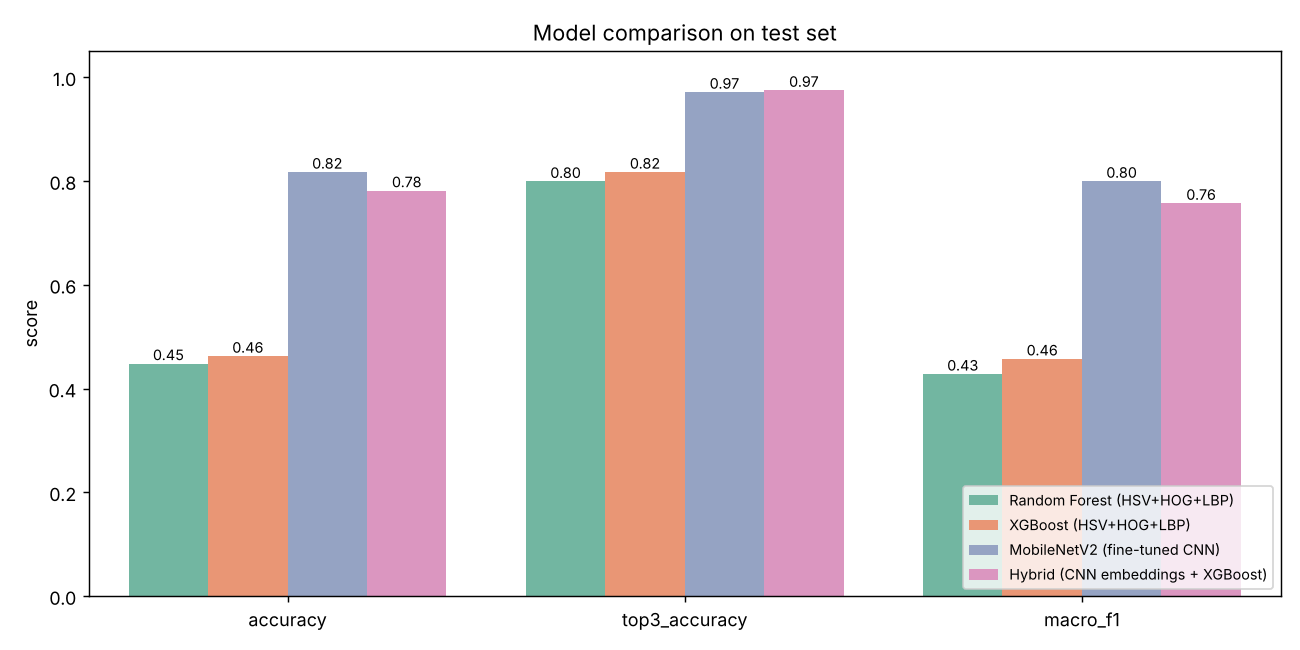 Model comparison on test set
score
1.0
0.8
0.6
0.4
0.2
0.0
0.45
0.46
0.82
0.78
0.80
0.82
0.97
0.97
0.43
0.46
0.80
0.76
accuracy
top3_accuracy
macro_f1
Random Forest (HSV+HOG+LBP)
XGBoost (HSV+HOG+LBP)
MobileNetV2 (fine-tuned CNN)
Hybrid (CNN embeddings + XGBoost)